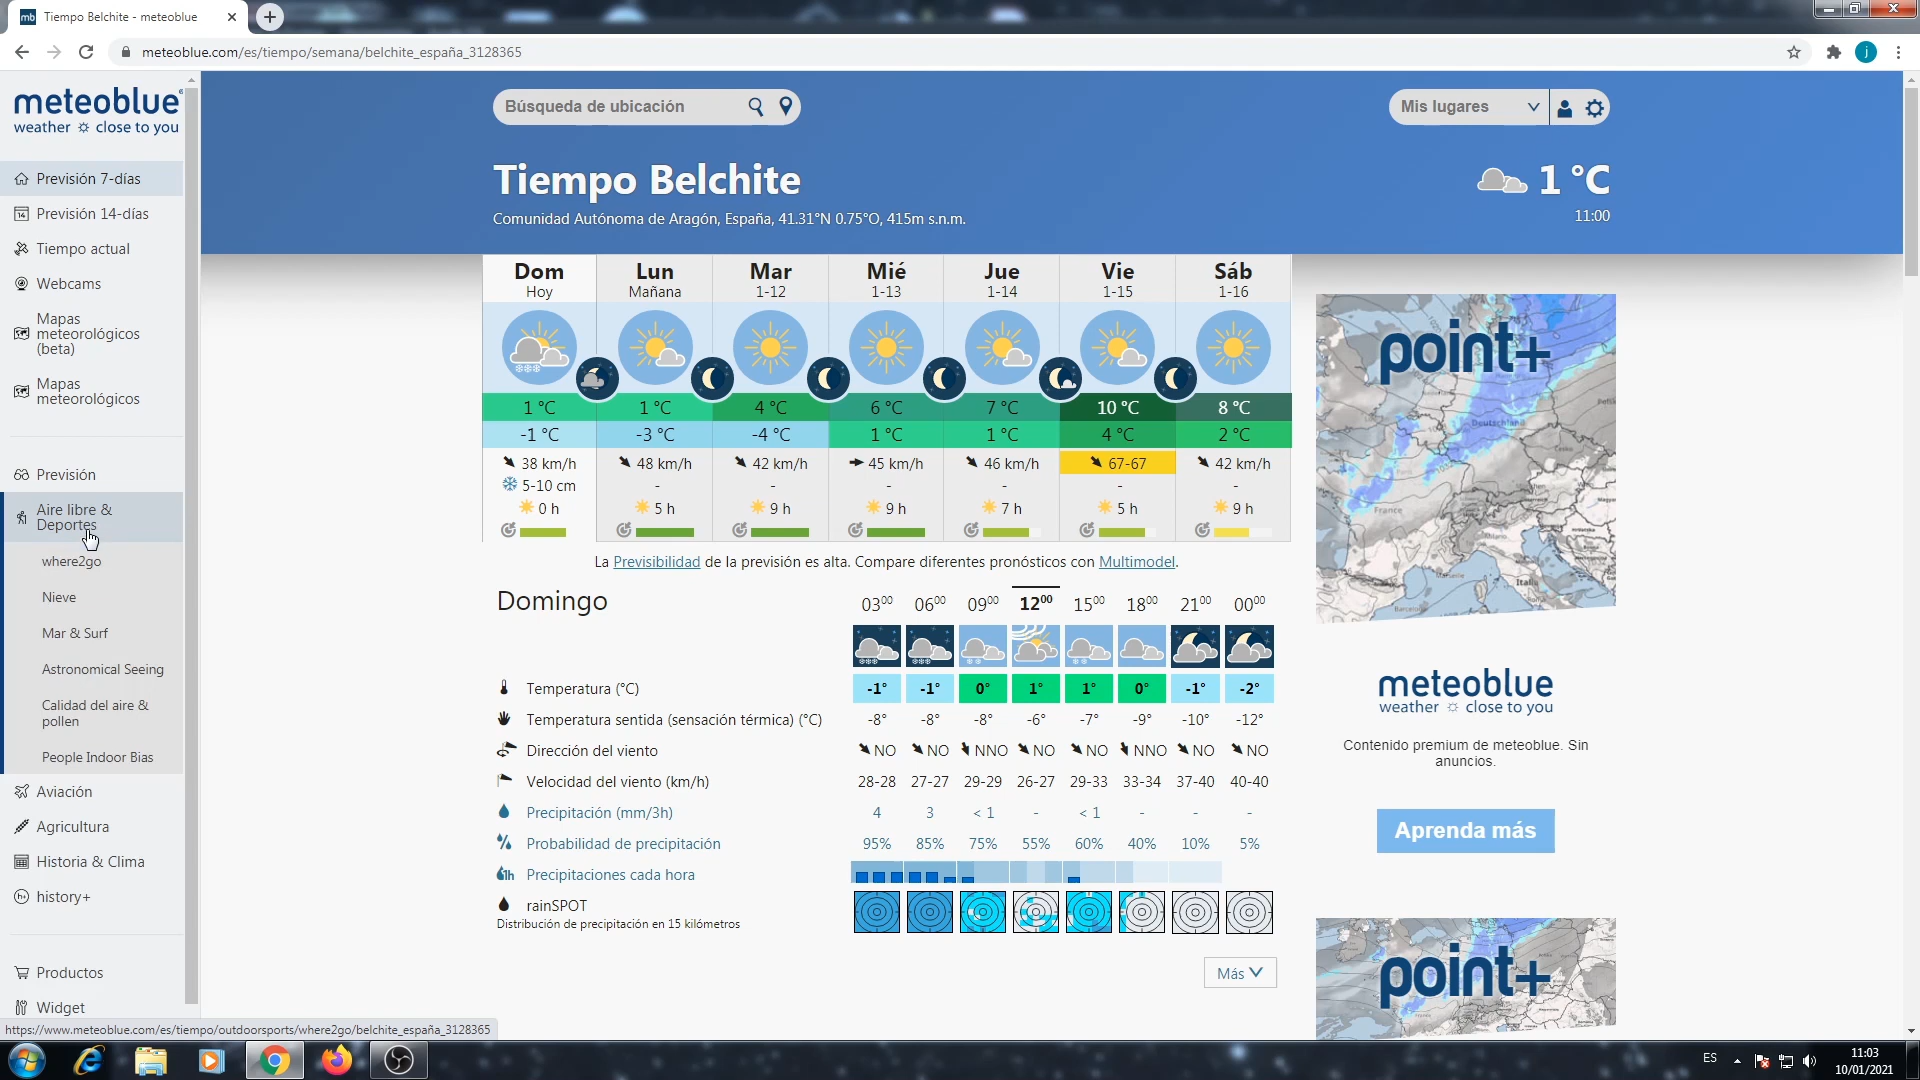 Tiempo Belchite - meteoblue
meteoblue.com/es/tiempo/semana/belchite_españa_3128365
j
meteoblue
weather close to you
Previsión 7-días
14 Previsión 14-días
Tiempo actual
Webcams
Mapas
meteorológicos
(beta)
Mapas
meteorológicos
Previsión
Aire libre &
Deportes
where2go
Nieve
Mar & Surf
Astronomical Seeing
Calidad del aire &
pollen
People Indoor Bias
Aviación
Agricultura
Historia & Clima
history+
Productos
Widget
https://www.meteoblue.com/es/tiempo/outdoorsports/where2go/belchite_españa_3128365
Búsqueda de ubicación
Mis lugares
Tiempo Belchite
Comunidad Autónoma de Aragón, España, 41.31°N 0.75°O, 415m s.n.m.
1 °C
11:00
Dom Lun Mar Mié Jue Vie Sáb
Hoy Mañana 1-12 1-13 1-14 1-15 1-16
1 °C 1 °C 4 °C 6 °C 7 °C 10 °C 8 °C
-1 °C -3 °C -4 °C 1 °C 1 °C 4 °C 2 °C
38 km/h 48 km/h 42 km/h 45 km/h 46 km/h 67-67 42 km/h
5-10 cm - - - - - -
0 h 5 h 9 h 9 h 7 h 5 h 9 h
La Previsibilidad de la previsión es alta. Compare diferentes pronósticos con Multimodel.
Domingo 03⁰⁰ 06⁰⁰ 09⁰⁰ 12⁰⁰ 15⁰⁰ 18⁰⁰ 21⁰⁰ 00⁰⁰
Temperatura (°C) -1° -1° 0° 1° 1° 0° -1° -2°
Temperatura sentida (sensación térmica) (°C) -8° -8° -8° -6° -7° -9° -10° -12°
Dirección del viento NO NO NNO NO NO NNO NO NO
Velocidad del viento (km/h) 28-28 27-27 29-29 26-27 29-33 33-34 37-40 40-40
Precipitación (mm/3h) 4 3 < 1 - < 1 - - -
Probabilidad de precipitación 95% 85% 75% 55% 60% 40% 10% 5%
1h Precipitaciones cada hora
rainSPOT
Distribución de precipitación en 15 kilómetros
Más
point+
Deutschland
France
Marseille
Italia
Barcelona
meteoblue
weather close to you
Contenido premium de meteoblue. Sin
anuncios.
Aprenda más
point+
ES
11:03
10/01/2021